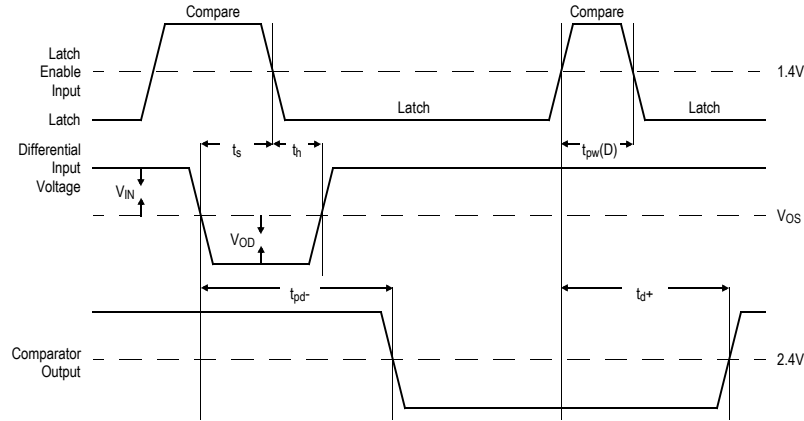 Compare
Compare
Latch
Enable
Input
1.4V
Latch
Latch
Latch
Differential
Input
Voltage
ts
th
tpw(D)
VIN
VOS
VOD
tpd-
td+
Comparator
Output
2.4V